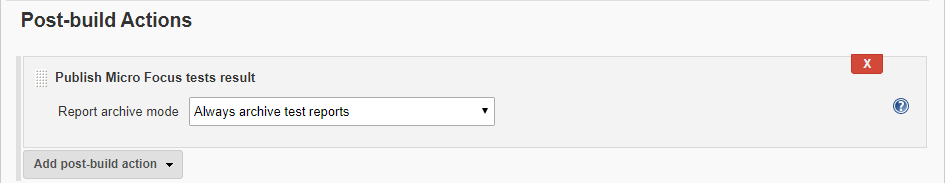 Post-build Actions
X
Publish Micro Focus tests result
Report archive mode Always archive test reports
?
Add post-build action